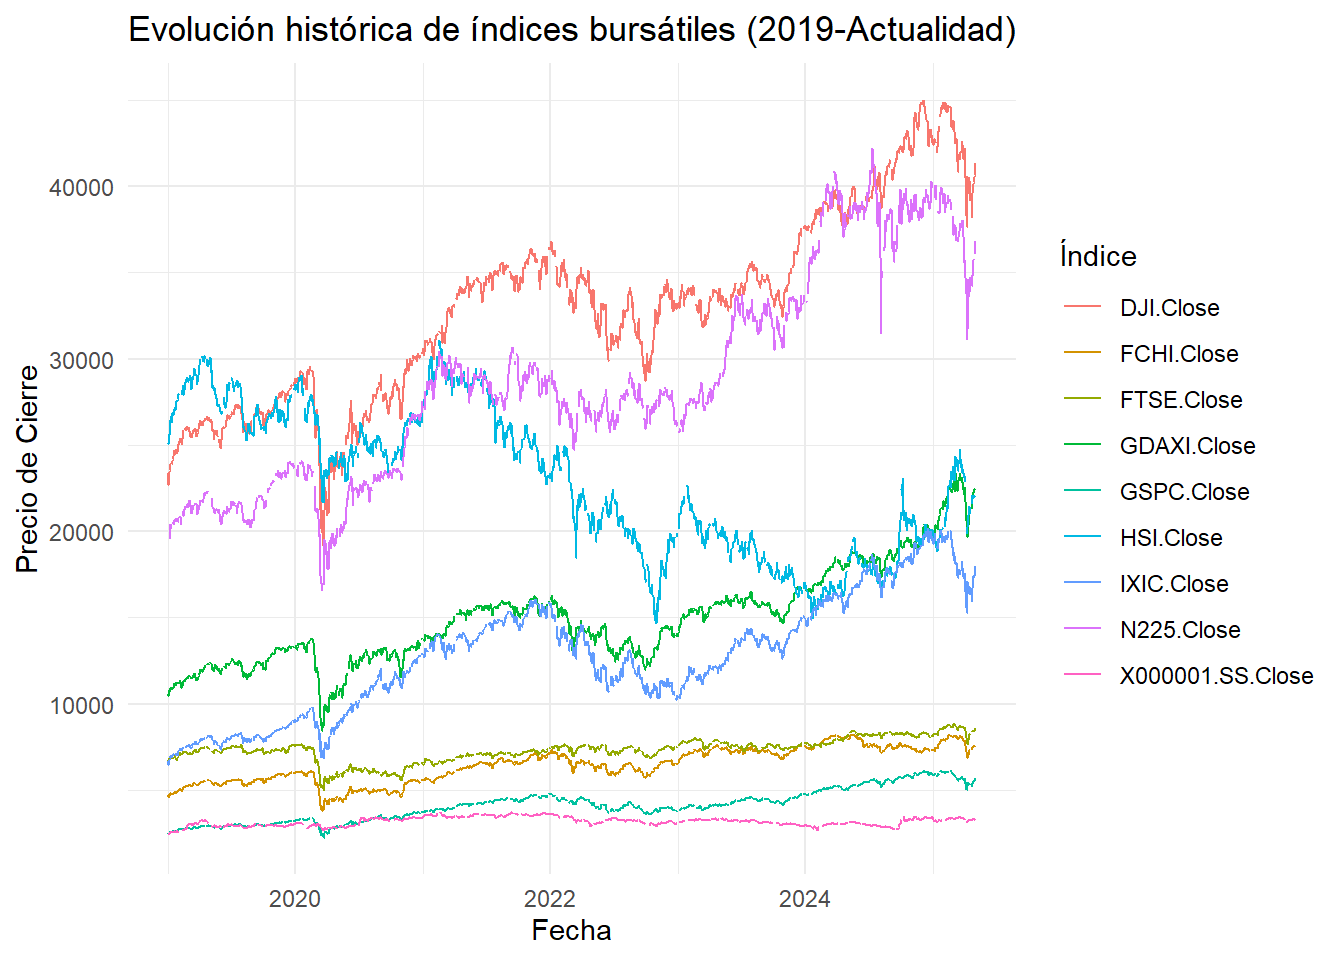 Evolución histórica de índices bursátiles (2019-Actualidad)
Precio de Cierre
40000
30000
20000
10000
2020
2022
2024
Fecha
Índice
DJI.Close
FCHI.Close
FTSE.Close
GDAXI.Close
GSPC.Close
HSI.Close
IXIC.Close
N225.Close
X000001.SS.Close